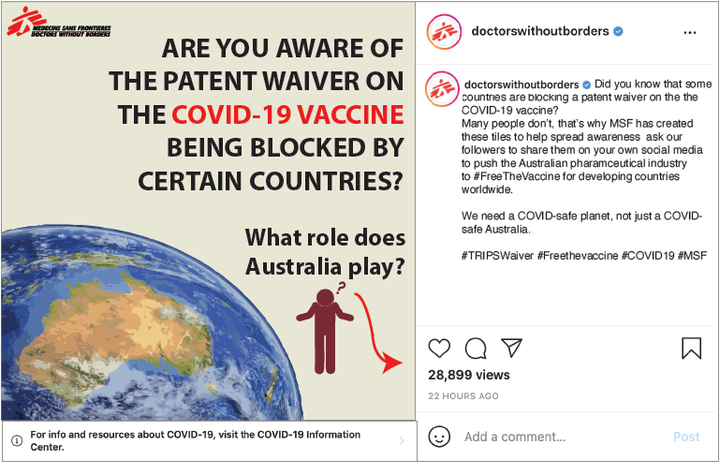 MEDECINS SANS FRONTIERES
DOCTORS WITHOUT BORDERS
ARE YOU AWARE OF
THE PATENT WAIVER ON
THE COVID-19 VACCINE
BEING BLOCKED BY
CERTAIN COUNTRIES?
What role does
Australia play?
?
For info and resources about COVID-19, visit the COVID-19 Information
Center.
doctorswithoutborders
doctorswithoutborders Did you know that some
countries are blocking a patent waiver on the the
COVID-19 vaccine?
Many people don't, that's why MSF has created
these tiles to help spread awareness ask our
followers to share them on your own social media
to push the Australian pharamceutical industry
to #FreeTheVaccine for developing countries
worldwide.
We need a COVID-safe planet, not just a COVID-
safe Australia.
#TRIPSWaiver #Freethevaccine #COVID19 #MSF
28,899 views
22 HOURS AGO
Add a comment...
Post